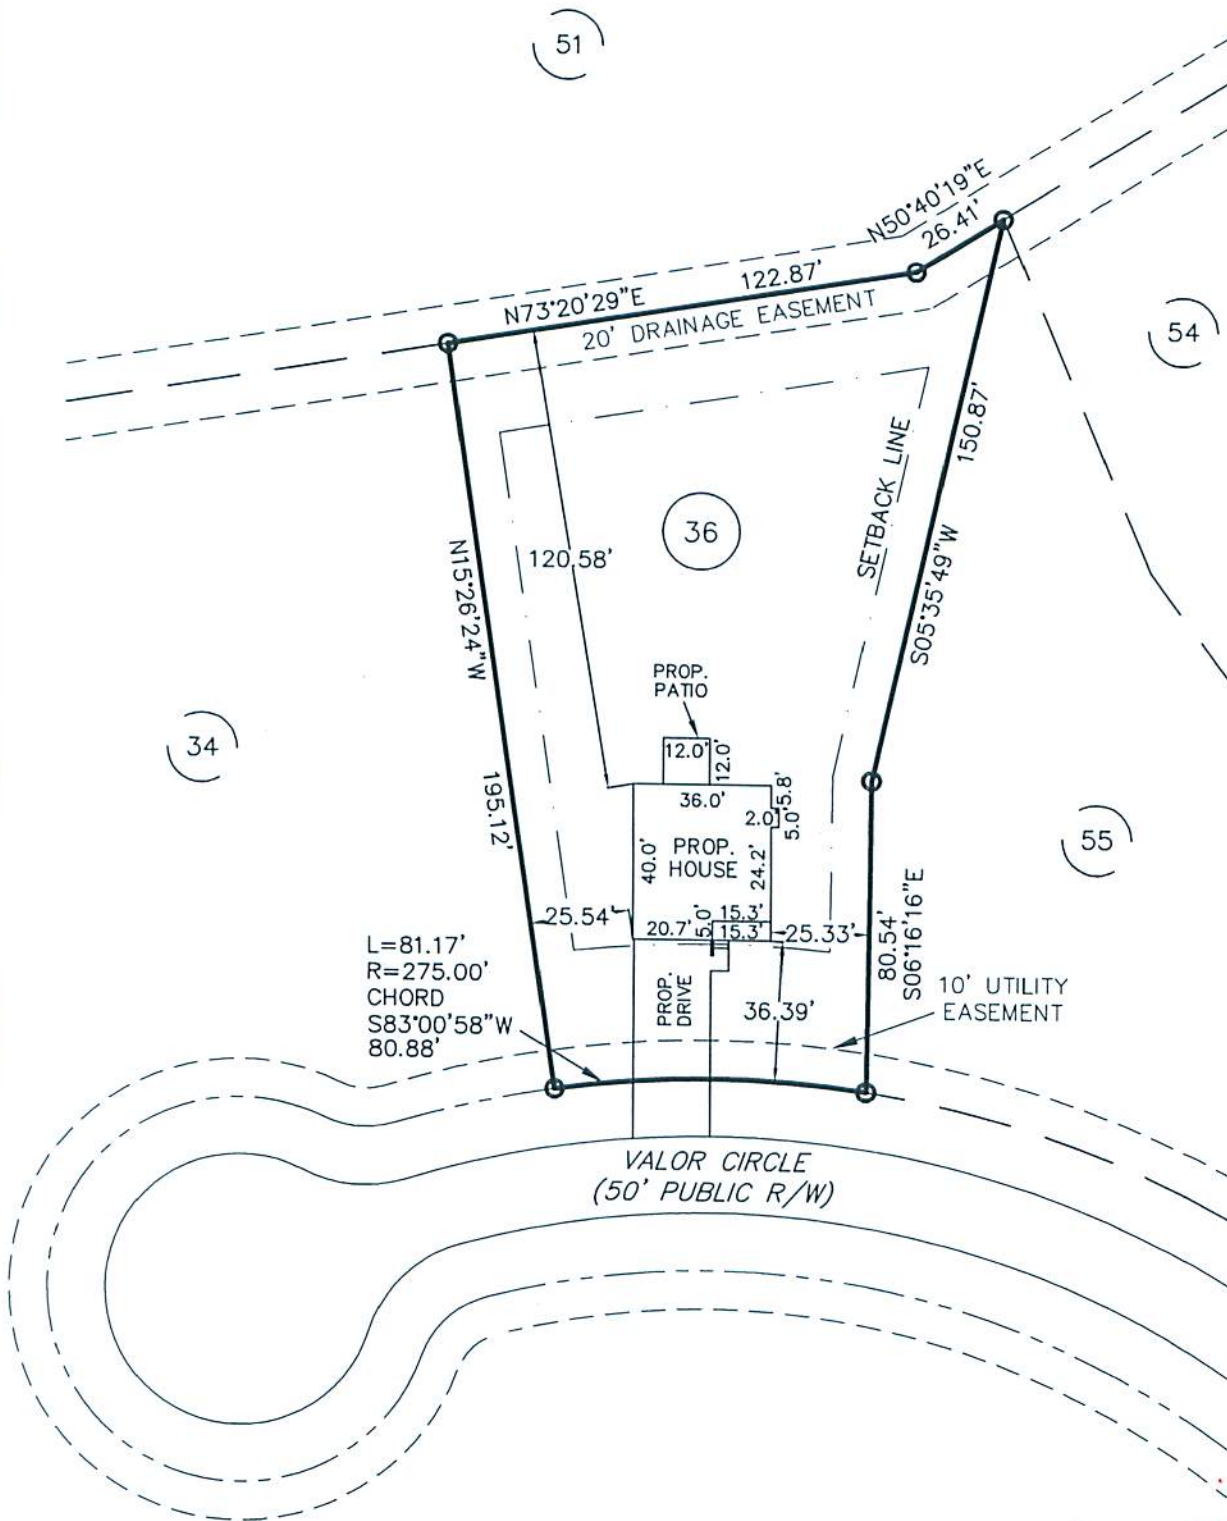 51
N50°40'19"E
26.41'
122.87'
N73°20'29"E
20' DRAINAGE EASEMENT
54
SETBACK LINE
150.87'
36
120.58'
N15°26'24"W
S05°35'49"W
PROP.
PATIO
34
12.0'
12.0'
195.12'
36.0'
5.8'
2.0'
5.0'
55
PROP.
HOUSE
40.0'
24.2'
25.54'
20.7'
5.0'
15.3'
15.3'
25.33'
80.54'
S06°16'16"E
L=81.17'
R=275.00'
CHORD
S83°00'58"W
80.88'
PROP.
DRIVE
36.39'
10' UTILITY
EASEMENT
VALOR CIRCLE
(50' PUBLIC R/W)